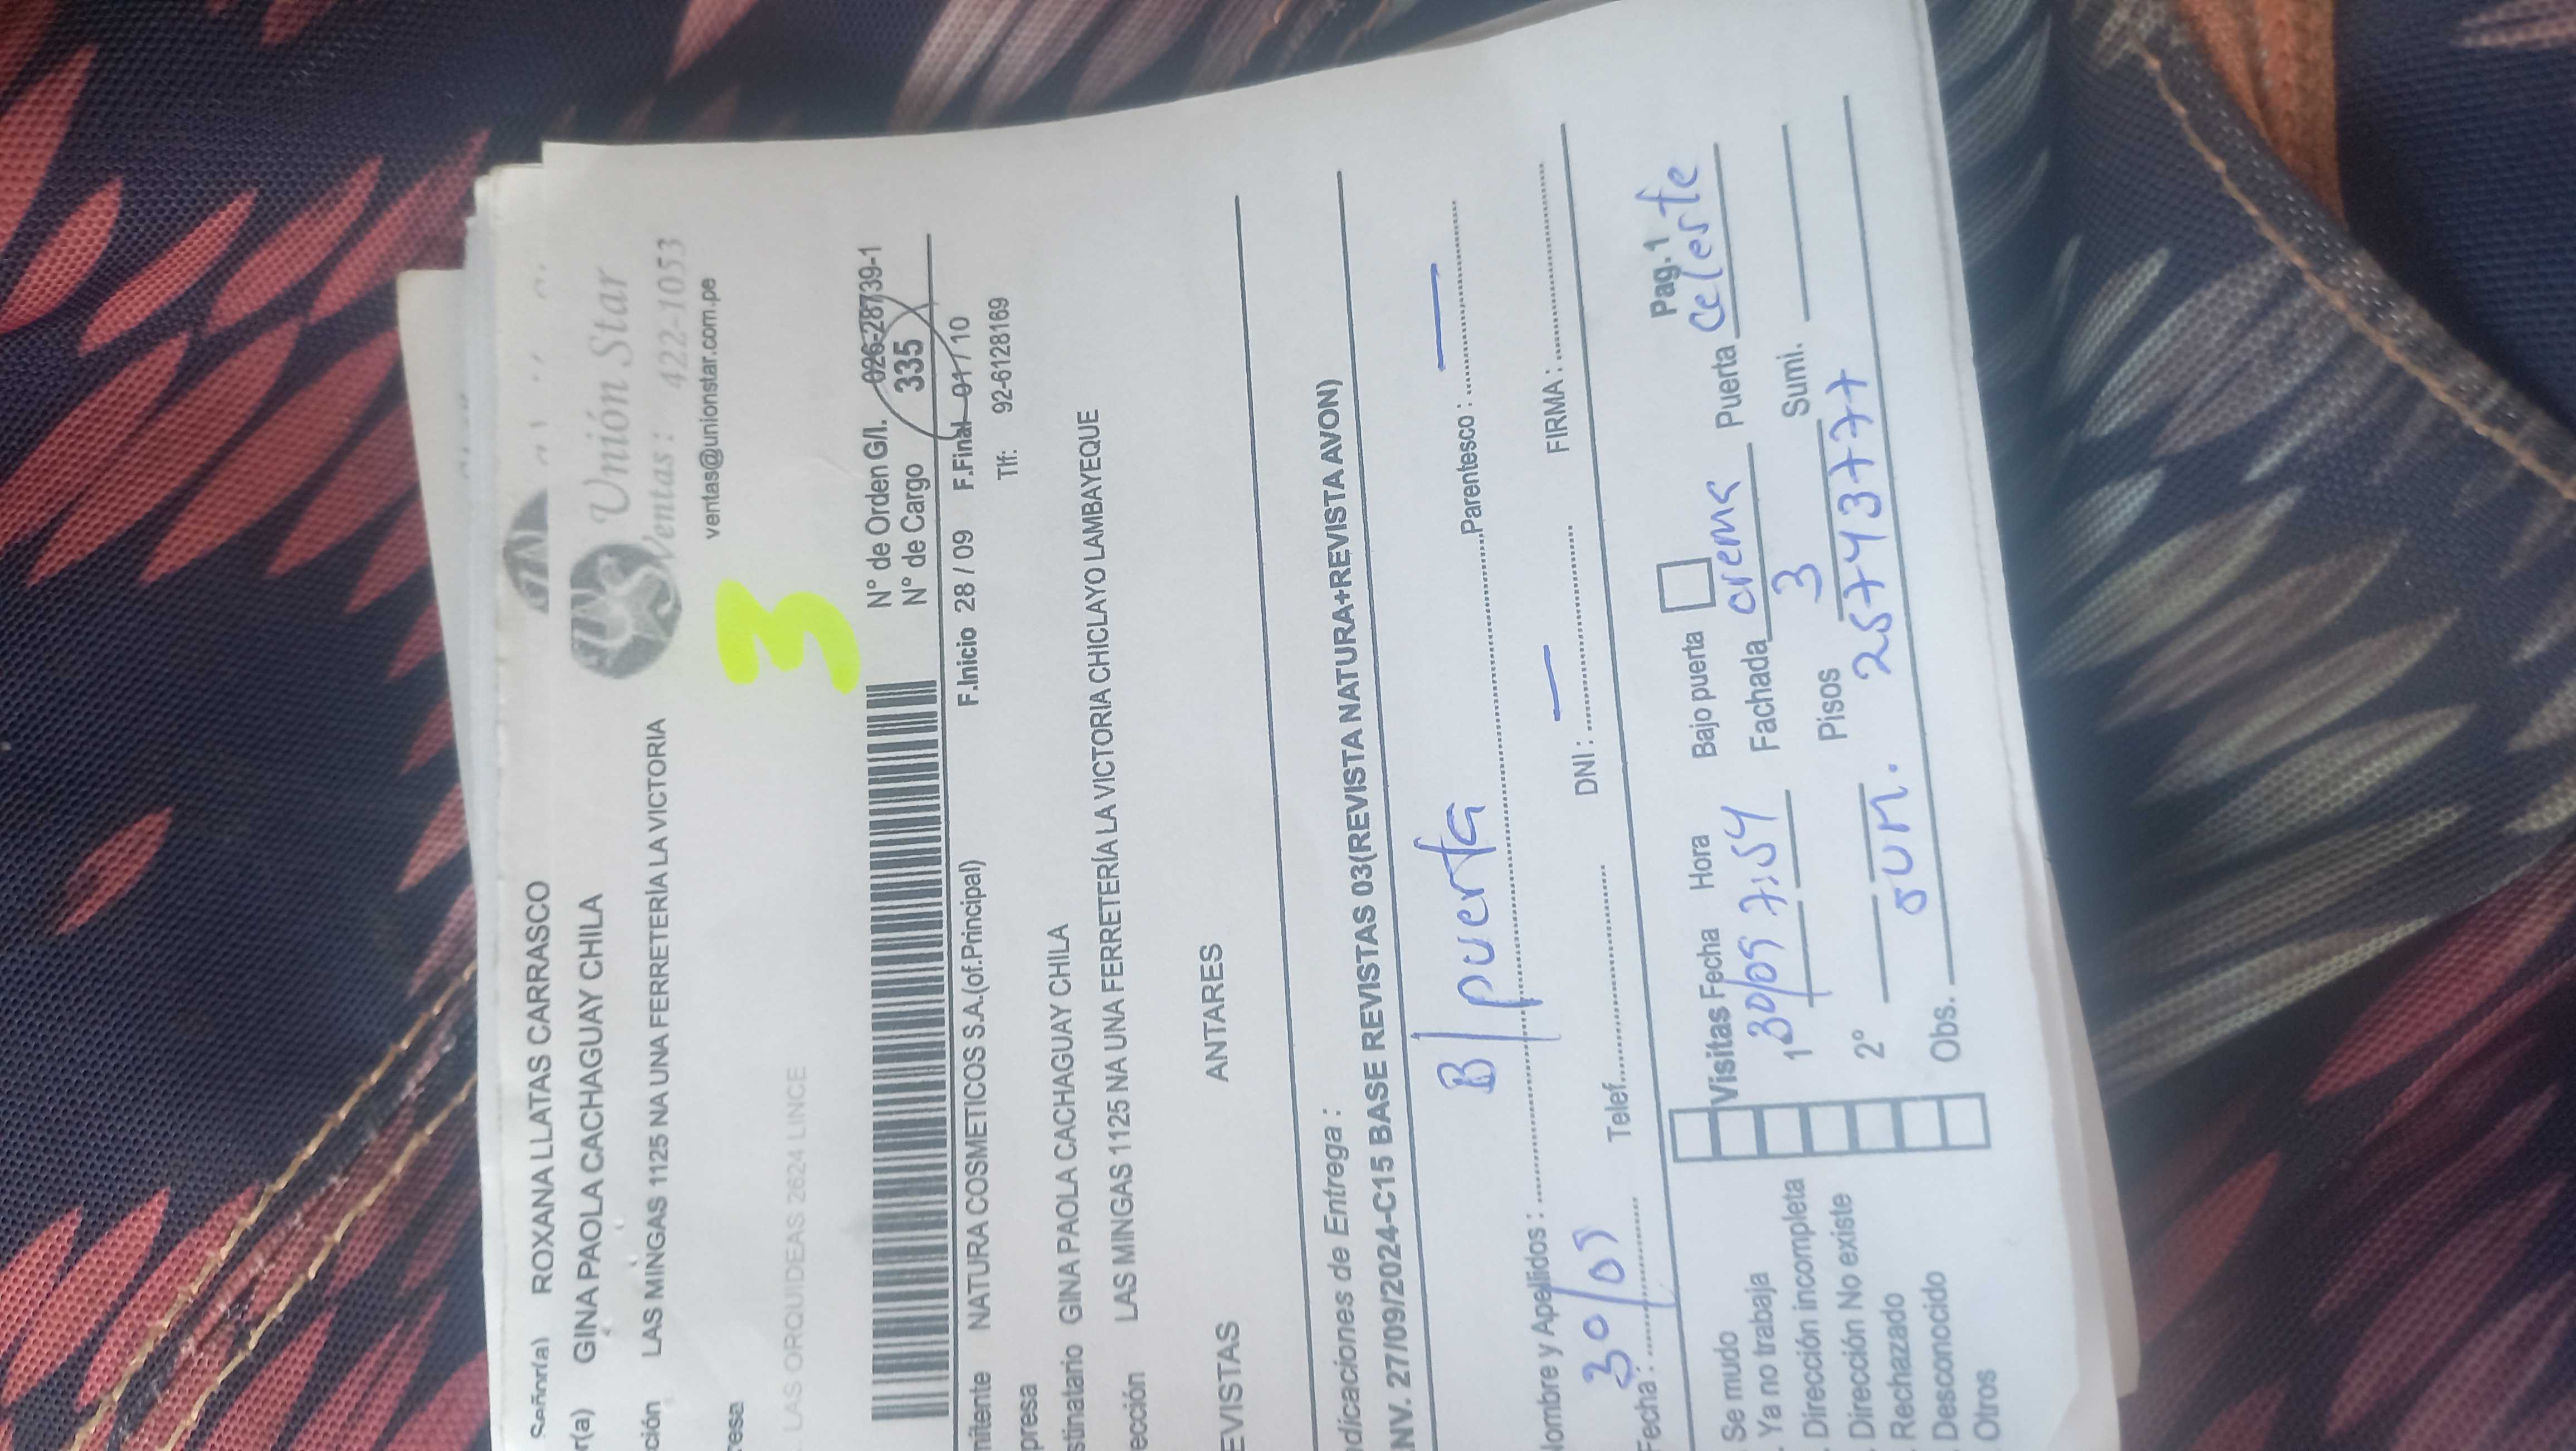 Señor(a) ROXANA LLATAS CARRASCO
r(a) GINA PAOLA CACHAGUAY CHILA
ción LAS MINGAS 1125 NA UNA FERRETERÍA LA VICTORIA
resa
Unión Star
Ventas: 422-1053
ventas@unionstar.com.pe
3
LAS ORQUIDEAS 2624 LINCE
N° de Orden G/I. 026-28739-1
N° de Cargo 335
F.Inicio 28 / 09 F.Final 01 / 10
mitente NATURA COSMETICOS S.A.(of.Principal)
Tlf: 92-6128169
presa
stinatario GINA PAOLA CACHAGUAY CHILA
ección LAS MINGAS 1125 NA UNA FERRETERÍA LA VICTORIA CHICLAYO LAMBAYEQUE
EVISTAS ANTARES
ndicaciones de Entrega :
NV. 27/09/2024-C15 BASE REVISTAS 03(REVISTA NATURA+REVISTA AVON)
B/puerta
Nombre y Apellidos : Parentesco : —
Fecha : 30/09 Telef. DNI : — FIRMA :
Pag.1
Se mudo
Ya no trabaja
Dirección incompleta
Dirección No existe
Rechazado
Desconocido
Otros
Visitas Fecha Hora Bajo puerta Puerta Celeste
1° 30/09 7:54 Fachada crema
2° Pisos 3 Sumi.
Obs. sum. 25743777